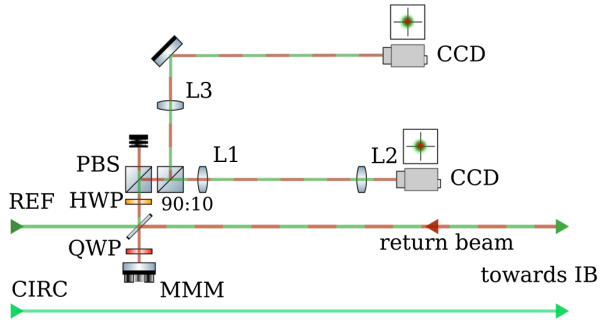 CCD
L3
PBS
L1
L2
CCD
HWP
90:10
REF
QWP
return beam
towards IB
CIRC
MMM